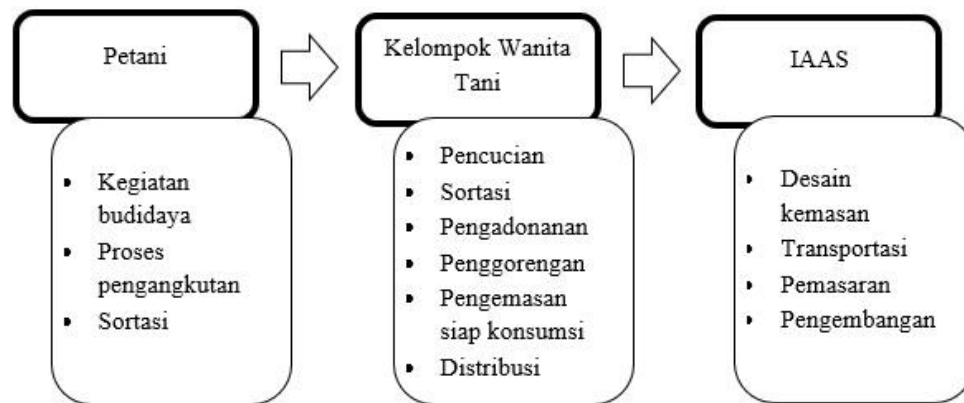 Petani
• Kegiatan
budidaya
• Proses
pengangkutan
• Sortasi
Kelompok Wanita
Tani
• Pencucian
• Sortasi
• Pengadonanan
• Penggorengan
• Pengemasan
siap konsumsi
• Distribusi
IAAS
• Desain
kemasan
• Transportasi
• Pemasaran
• Pengembangan